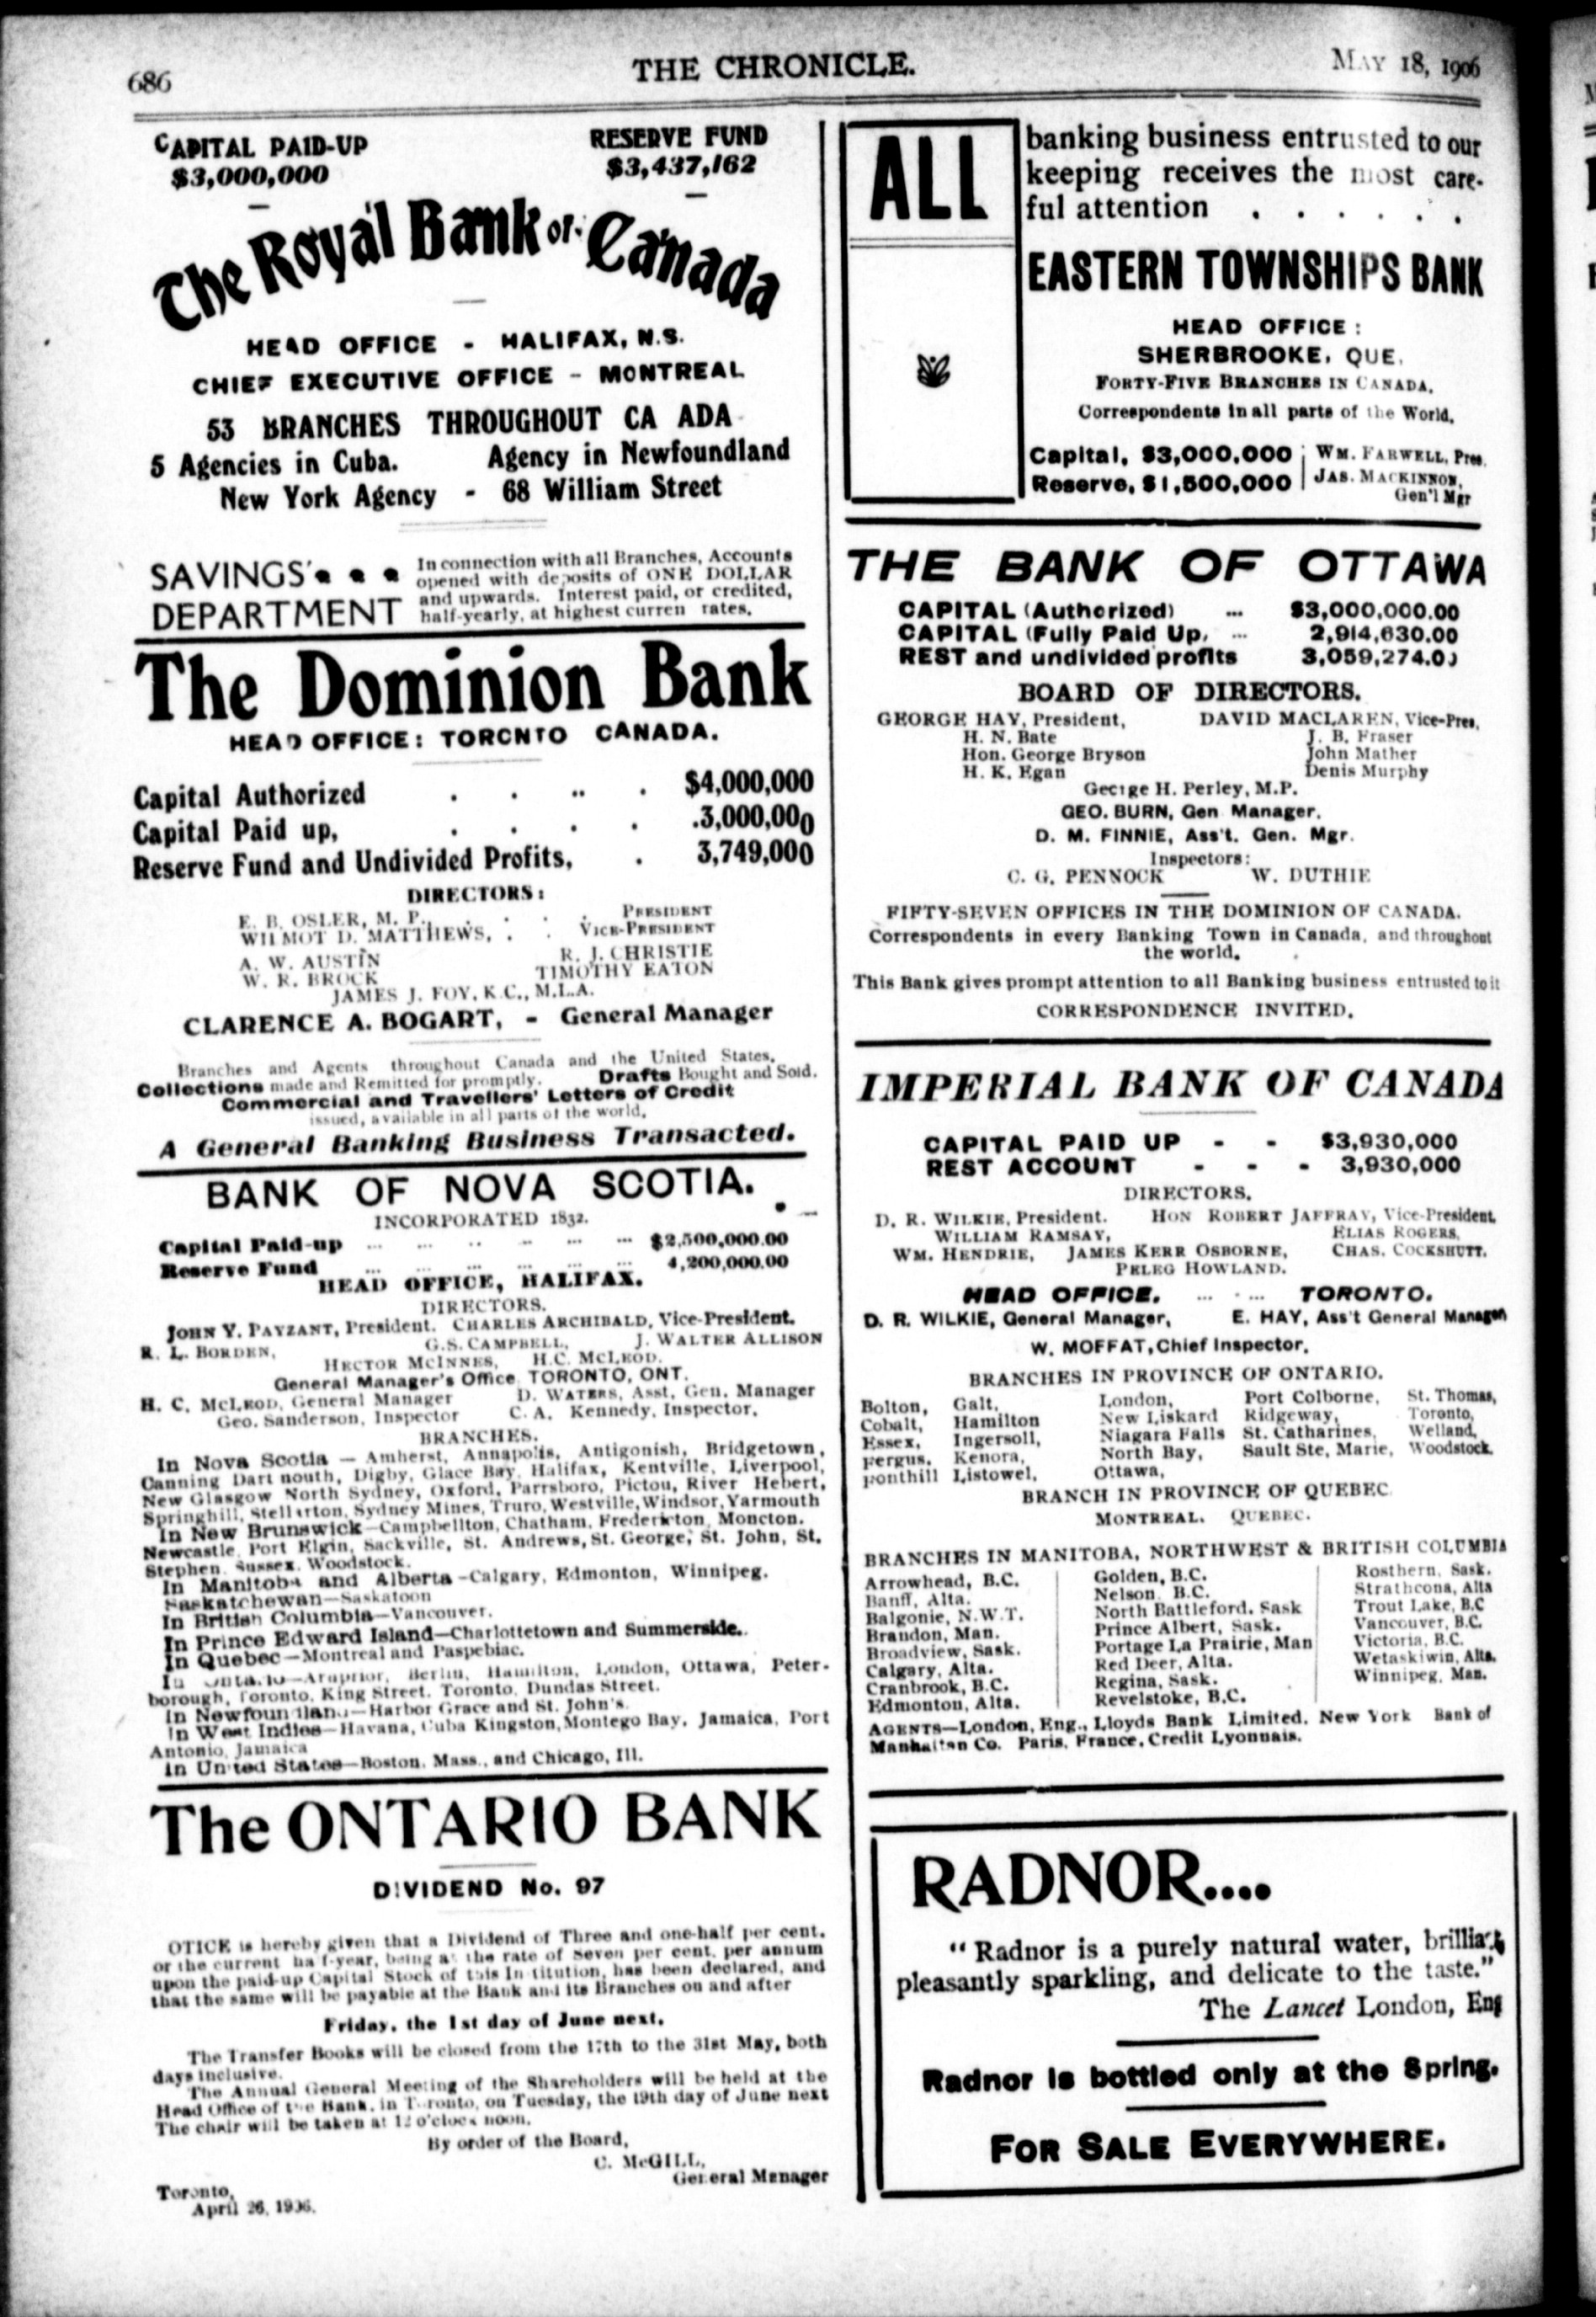 686
THE CHRONICLE.
MAY 18, 1906
CAPITAL PAID-UP
$3,000,000
RESERVE FUND
$3,437,162
The Royal Bank of Canada
HEAD OFFICE - HALIFAX, N.S.
CHIEF EXECUTIVE OFFICE - MONTREAL
53 BRANCHES THROUGHOUT CA ADA
5 Agencies in Cuba. Agency in Newfoundland
New York Agency - 68 William Street
SAVINGS
DEPARTMENT
In connection with all Branches, Accounts
opened with deposits of ONE DOLLAR
and upwards. Interest paid, or credited,
half-yearly, at highest curren rates.
The Dominion Bank
HEAD OFFICE: TORONTO CANADA.
Capital Authorized . . . . $4,000,000
Capital Paid up, . . . . .3,000,000
Reserve Fund and Undivided Profits, . 3,749,000
DIRECTORS:
E. B. OSLER, M. P., . . . . PRESIDENT
WILMOT D. MATTHEWS, . . VICE-PRESIDENT
A. W. AUSTIN R. J. CHRISTIE
W. R. BROCK TIMOTHY EATON
JAMES J. FOY, K.C., M.L.A.
CLARENCE A. BOGART, - General Manager
Branches and Agents throughout Canada and the United States.
Collections made and Remitted for promptly. Drafts Bought and Sold.
Commercial and Travellers' Letters of Credit
issued, available in all parts of the world.
A General Banking Business Transacted.
BANK OF NOVA SCOTIA.
INCORPORATED 1832.
Capital Paid-up ... ... .. ... ... ... $2,500,000.00
Reserve Fund ... ... ... ... ... 4,200,000.00
HEAD OFFICE, HALIFAX.
DIRECTORS.
JOHN Y. PAYZANT, President. CHARLES ARCHIBALD, Vice-President.
R. L. BORDEN, G.S. CAMPBELL, J. WALTER ALLISON
HECTOR MCINNES, H.C. MCLEOD.
General Manager's Office TORONTO, ONT.
H. C. MCLEOD, General Manager D. WATERS, Asst. Gen. Manager
Geo. Sanderson, Inspector C. A. Kennedy, Inspector.
BRANCHES.
In Nova Scotia — Amherst, Annapolis, Antigonish, Bridgetown,
Canning Dartmouth, Digby, Glace Bay, Halifax, Kentville, Liverpool,
New Glasgow North Sydney, Oxford, Parrsboro, Pictou, River Hebert,
Springhill, Stellarton, Sydney Mines, Truro, Westville, Windsor, Yarmouth
In New Brunswick—Campbellton, Chatham, Fredericton, Moncton.
Newcastle, Port Elgin, Sackville, St. Andrews, St. George, St. John, St.
Stephen, Sussex, Woodstock.
In Manitoba and Alberta—Calgary, Edmonton, Winnipeg.
Saskatchewan—Saskatoon
In British Columbia—Vancouver.
In Prince Edward Island—Charlottetown and Summerside.
In Quebec—Montreal and Paspebiac.
In Ontario—Arnprior, Berlin, Hamilton, London, Ottawa, Peter-
borough, Toronto, King Street, Toronto, Dundas Street.
In Newfoundland—Harbor Grace and St. John's
In West Indies—Havana, Cuba Kingston, Montego Bay, Jamaica, Port
Antonio, Jamaica
In United States—Boston, Mass., and Chicago, Ill.
The ONTARIO BANK
DIVIDEND No. 97
OTICE is hereby given that a Dividend of Three and one-half per cent.
or the current half-year, being at the rate of seven per cent. per annum
upon the paid-up Capital Stock of this Institution, has been declared, and
that the same will be payable at the Bank and its Branches on and after
Friday, the 1st day of June next.
The Transfer Books will be closed from the 17th to the 31st May, both
days inclusive.
The Annual General Meeting of the Shareholders will be held at the
Head Office of the Bank, in Toronto, on Tuesday, the 19th day of June next
The chair will be taken at 12 o'clock noon.
By order of the Board,
C. McGILL,
General Manager
Toronto,
April 26, 1906.
ALL
banking business entrusted to our
keeping receives the most care-
ful attention . . . . . .
EASTERN TOWNSHIPS BANK
HEAD OFFICE:
SHERBROOKE, QUE.
FORTY-FIVE BRANCHES IN CANADA.
Correspondents in all parts of the World.
Capital, $3,000,000 WM. FARWELL, Pres.
Reserve, $1,500,000 JAS. MACKINNON,
Gen'l Mgr
THE BANK OF OTTAWA
CAPITAL (Authorized) ... $3,000,000.00
CAPITAL (Fully Paid Up, ... 2,914,630.00
REST and undivided profits 3,059,274.00
BOARD OF DIRECTORS.
GEORGE HAY, President, DAVID MACLAREN, Vice-Pres,
H. N. Bate J. B. Fraser
Hon. George Bryson John Mather
H. K. Egan Denis Murphy
George H. Perley, M.P.
GEO. BURN, Gen Manager.
D. M. FINNIE, Ass't. Gen. Mgr.
Inspectors:
C. G. PENNOCK W. DUTHIE
FIFTY-SEVEN OFFICES IN THE DOMINION OF CANADA.
Correspondents in every Banking Town in Canada, and throughout
the world.
This Bank gives prompt attention to all Banking business entrusted to it
CORRESPONDENCE INVITED.
IMPERIAL BANK OF CANADA
CAPITAL PAID UP - - $3,930,000
REST ACCOUNT - - - 3,930,000
DIRECTORS.
D. R. WILKIE, President. HON ROBERT JAFFRAY, Vice-President.
WILLIAM RAMSAY, ELIAS ROGERS,
WM. HENDRIE, JAMES KERR OSBORNE, CHAS. COCKSHUTT.
PELEG HOWLAND.
HEAD OFFICE. ... ... TORONTO.
D. R. WILKIE, General Manager, E. HAY, Ass't General Manager
W. MOFFAT, Chief Inspector.
BRANCHES IN PROVINCE OF ONTARIO.
Bolton, Galt, London, Port Colborne, St. Thomas,
Cobalt, Hamilton New Liskard Ridgeway, Toronto,
Essex, Ingersoll, Niagara Falls St. Catharines, Welland,
Fergus, Kenora, North Bay, Sault Ste, Marie, Woodstock.
Fonthill Listowel, Ottawa,
BRANCH IN PROVINCE OF QUEBEC
MONTREAL. QUEBEC.
BRANCHES IN MANITOBA, NORTHWEST & BRITISH COLUMBIA
Arrowhead, B.C. Golden, B.C. Rosthern, Sask.
Banff, Alta. Nelson, B.C. Strathcona, Alta
Balgonie, N.W.T. North Battleford, Sask Trout Lake, B.C
Brandon, Man. Prince Albert, Sask. Vancouver, B.C.
Broadview, Sask. Portage La Prairie, Man Victoria, B.C.
Calgary, Alta. Red Deer, Alta. Wetaskiwin, Alta.
Cranbrook, B.C. Regina, Sask. Winnipeg, Man.
Edmonton, Alta. Revelstoke, B.C.
AGENTS—London, Eng., Lloyds Bank Limited. New York Bank of
Manhattan Co. Paris, France, Credit Lyonnais.
RADNOR....
"Radnor is a purely natural water, brilliant
pleasantly sparkling, and delicate to the taste."
The Lancet London, Eng
Radnor is bottled only at the Spring.
FOR SALE EVERYWHERE.